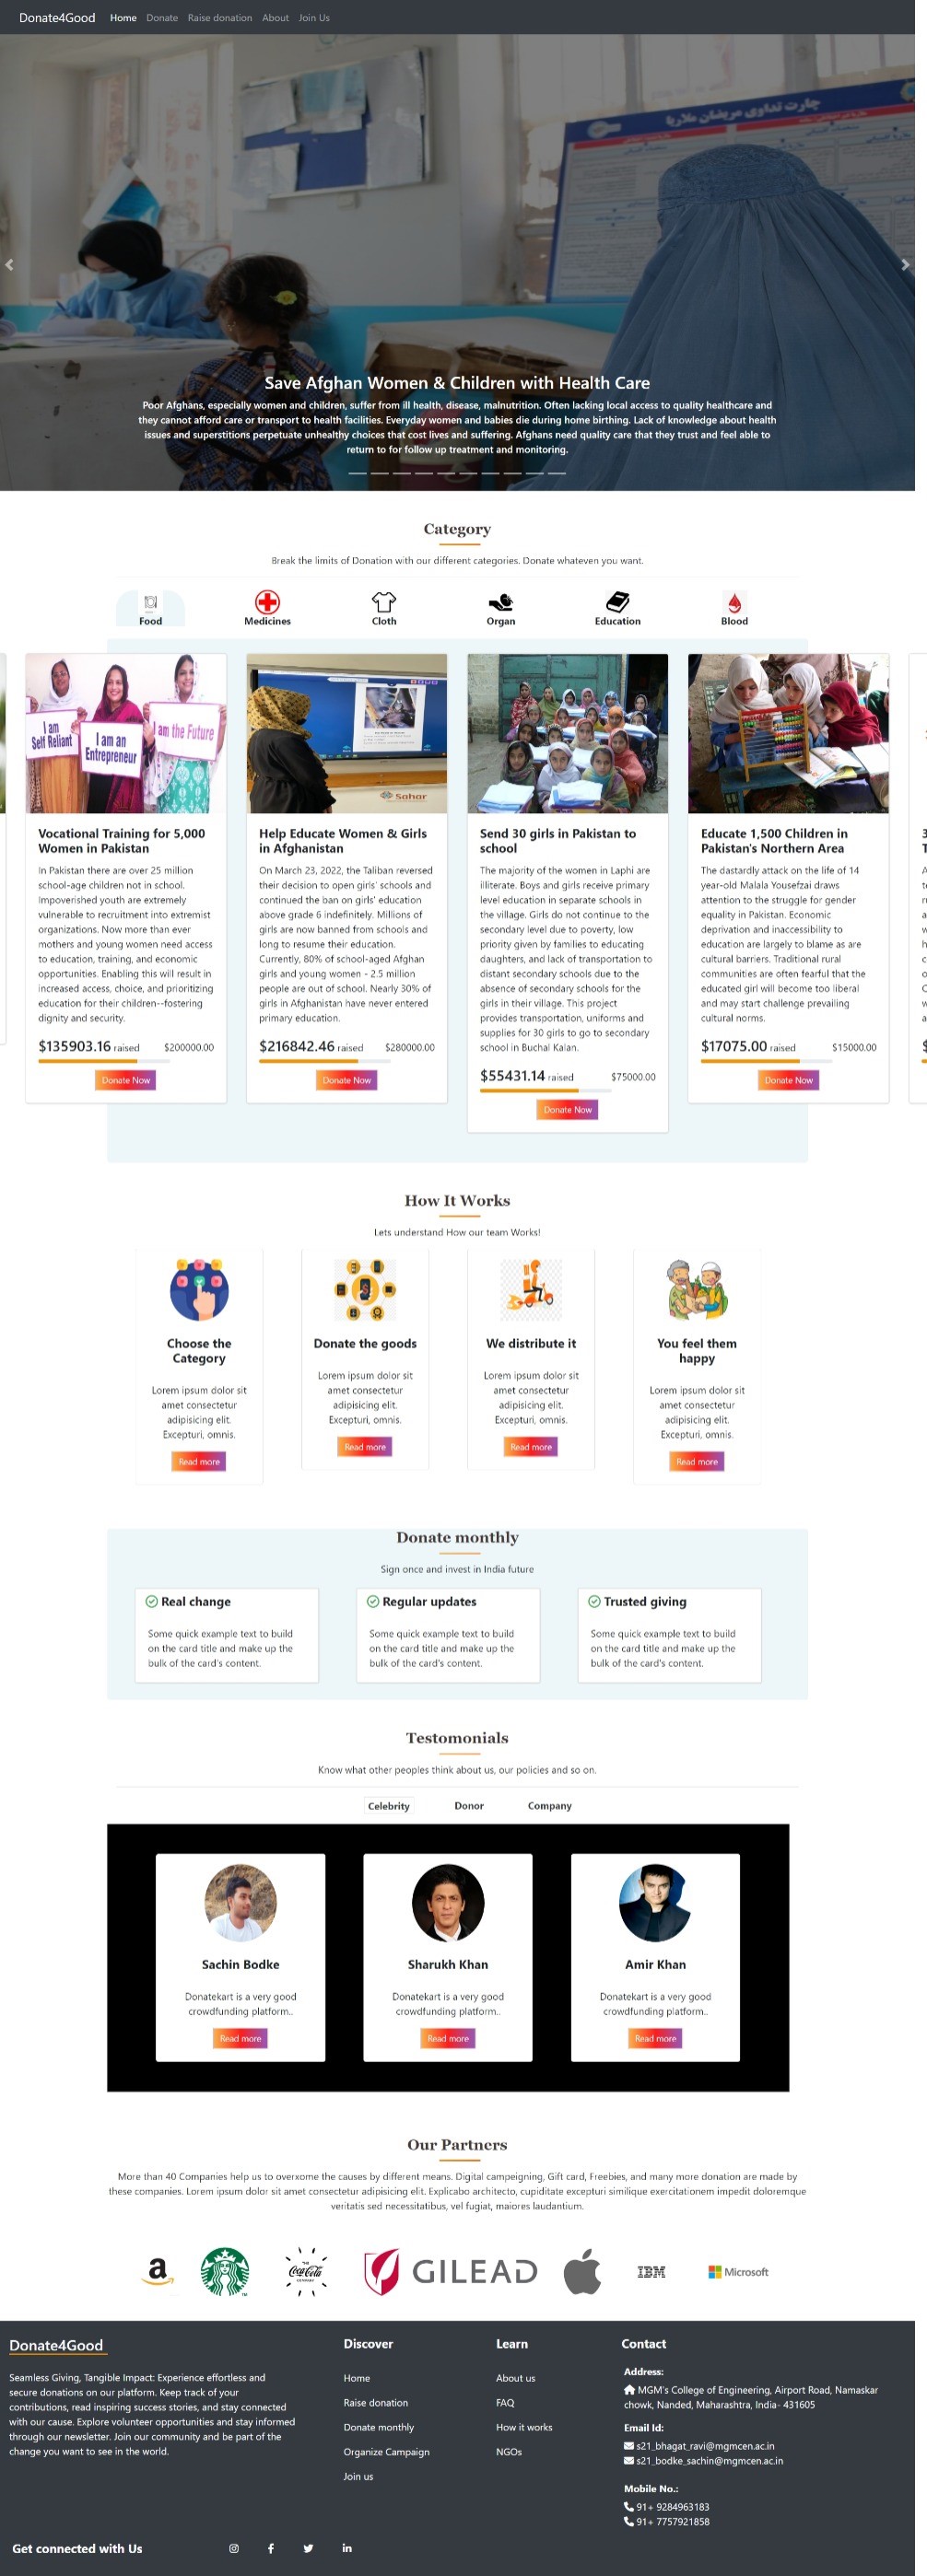 Donate4Good Home Donate Raise donation About Join Us
چارت تداوی مریضان ملاریا
Save Afghan Women & Children with Health Care
Poor Afghans, especially women and children, suffer from ill health, disease, malnutrition. Often lacking local access to quality healthcare and
they cannot afford care or transport to health facilities. Everyday women and babies die during home birthing. Lack of knowledge about health
issues and superstitions perpetuate unhealthy choices that cost lives and suffering. Afghans need quality care that they trust and feel able to
return to for follow up treatment and monitoring.
Category
Break the limits of Donation with our different categories. Donate whateven you want.
Food Medicines Cloth Organ Education Blood
I am
Self Reliant
I am an
Entrepreneur
I am the Future
Vocational Training for 5,000
Women in Pakistan
In Pakistan there are over 25 million
school-age children not in school.
Impoverished youth are extremely
vulnerable to recruitment into extremist
organizations. Now more than ever
mothers and young women need access
to education, training, and economic
opportunities. Enabling this will result in
increased access, choice, and prioritizing
education for their children--fostering
dignity and security.
$135903.16 raised $200000.00
Donate Now
Sahar
Help Educate Women & Girls
in Afghanistan
On March 23, 2022, the Taliban reversed
their decision to open girls' schools and
continued the ban on girls' education
above grade 6 indefinitely. Millions of
girls are now banned from schools and
long to resume their education.
Currently, 80% of school-aged Afghan
girls and young women - 2.5 million
people are out of school. Nearly 30% of
girls in Afghanistan have never entered
primary education.
$216842.46 raised $280000.00
Donate Now
Send 30 girls in Pakistan to
school
The majority of the women in Laphi are
illiterate. Boys and girls receive primary
level education in separate schools in
the village. Girls do not continue to the
secondary level due to poverty, low
priority given by families to educating
daughters, and lack of transportation to
distant secondary schools due to the
absence of secondary schools for the
girls in their village. This project
provides transportation, uniforms and
supplies for 30 girls to go to secondary
school in Buchal Kalan.
$55431.14 raised $75000.00
Donate Now
Educate 1,500 Children in
Pakistan's Northern Area
The dastardly attack on the life of 14
year-old Malala Yousefzai draws
attention to the struggle for gender
equality in Pakistan. Economic
deprivation and inaccessibility to
education are largely to blame as are
cultural barriers. Traditional rural
communities are often fearful that the
educated girl will become too liberal
and may start challenge prevailing
cultural norms.
$17075.00 raised $15000.00
Donate Now
How It Works
Lets understand How our team Works!
Choose the
Category
Lorem ipsum dolor sit
amet consectetur
adipisicing elit.
Excepturi, omnis.
Read more
Donate the goods
Lorem ipsum dolor sit
amet consectetur
adipisicing elit.
Excepturi, omnis.
Read more
We distribute it
Lorem ipsum dolor sit
amet consectetur
adipisicing elit.
Excepturi, omnis.
Read more
You feel them
happy
Lorem ipsum dolor sit
amet consectetur
adipisicing elit.
Excepturi, omnis.
Read more
Donate monthly
Sign once and invest in India future
Real change
Some quick example text to build
on the card title and make up the
bulk of the card's content.
Regular updates
Some quick example text to build
on the card title and make up the
bulk of the card's content.
Trusted giving
Some quick example text to build
on the card title and make up the
bulk of the card's content.
Testomonials
Know what other peoples think about us, our policies and so on.
Celebrity Donor Company
Sachin Bodke
Donatekart is a very good
crowdfunding platform..
Read more
Sharukh Khan
Donatekart is a very good
crowdfunding platform..
Read more
Amir Khan
Donatekart is a very good
crowdfunding platform..
Read more
Our Partners
More than 40 Companies help us to overxome the causes by different means. Digital campeigning, Gift card, Freebies, and many more donation are made by
these companies. Lorem ipsum dolor sit amet consectetur adipisicing elit. Explicabo architecto, cupiditate excepturi similique exercitationem impedit doloremque
veritatis sed necessitatibus, vel fugiat, maiores laudantium.
a
Coca-Cola
GILEAD
IBM
Microsoft
Donate4Good
Seamless Giving, Tangible Impact: Experience effortless and
secure donations on our platform. Keep track of your
contributions, read inspiring success stories, and stay connected
with our cause. Explore volunteer opportunities and stay informed
through our newsletter. Join our community and be part of the
change you want to see in the world.
Discover
Home
Raise donation
Donate monthly
Organize Campaign
Join us
Learn
About us
FAQ
How it works
NGOs
Contact
Address:
MGM's College of Engineering, Airport Road, Namaskar
chowk, Nanded, Maharashtra, India- 431605
Email Id:
s21_bhagat_ravi@mgmcen.ac.in
s21_bodke_sachin@mgmcen.ac.in
Mobile No.:
91+ 9284963183
91+ 7757921858
Get connected with Us